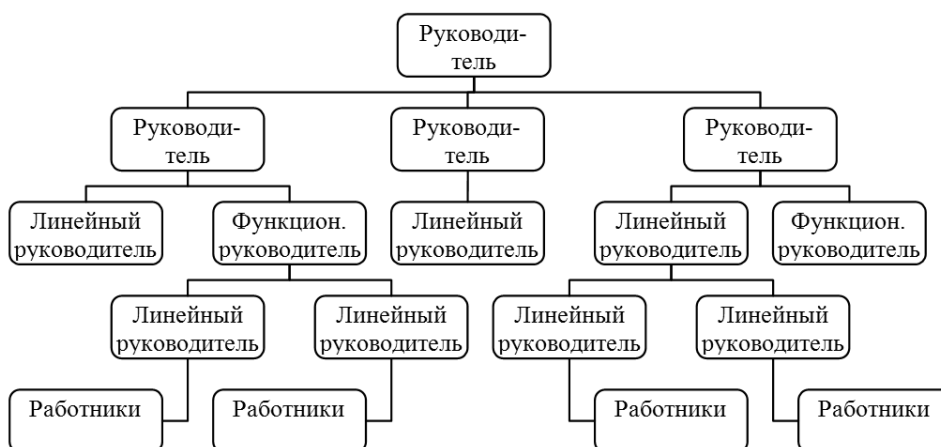 Руководи-
тель
Руководи-
тель
Руководи-
тель
Руководи-
тель
Линейный
руководитель
Функцион.
руководитель
Линейный
руководитель
Линейный
руководитель
Функцион.
руководитель
Линейный
руководитель
Линейный
руководитель
Линейный
руководитель
Линейный
руководитель
Работники
Работники
Работники
Работники